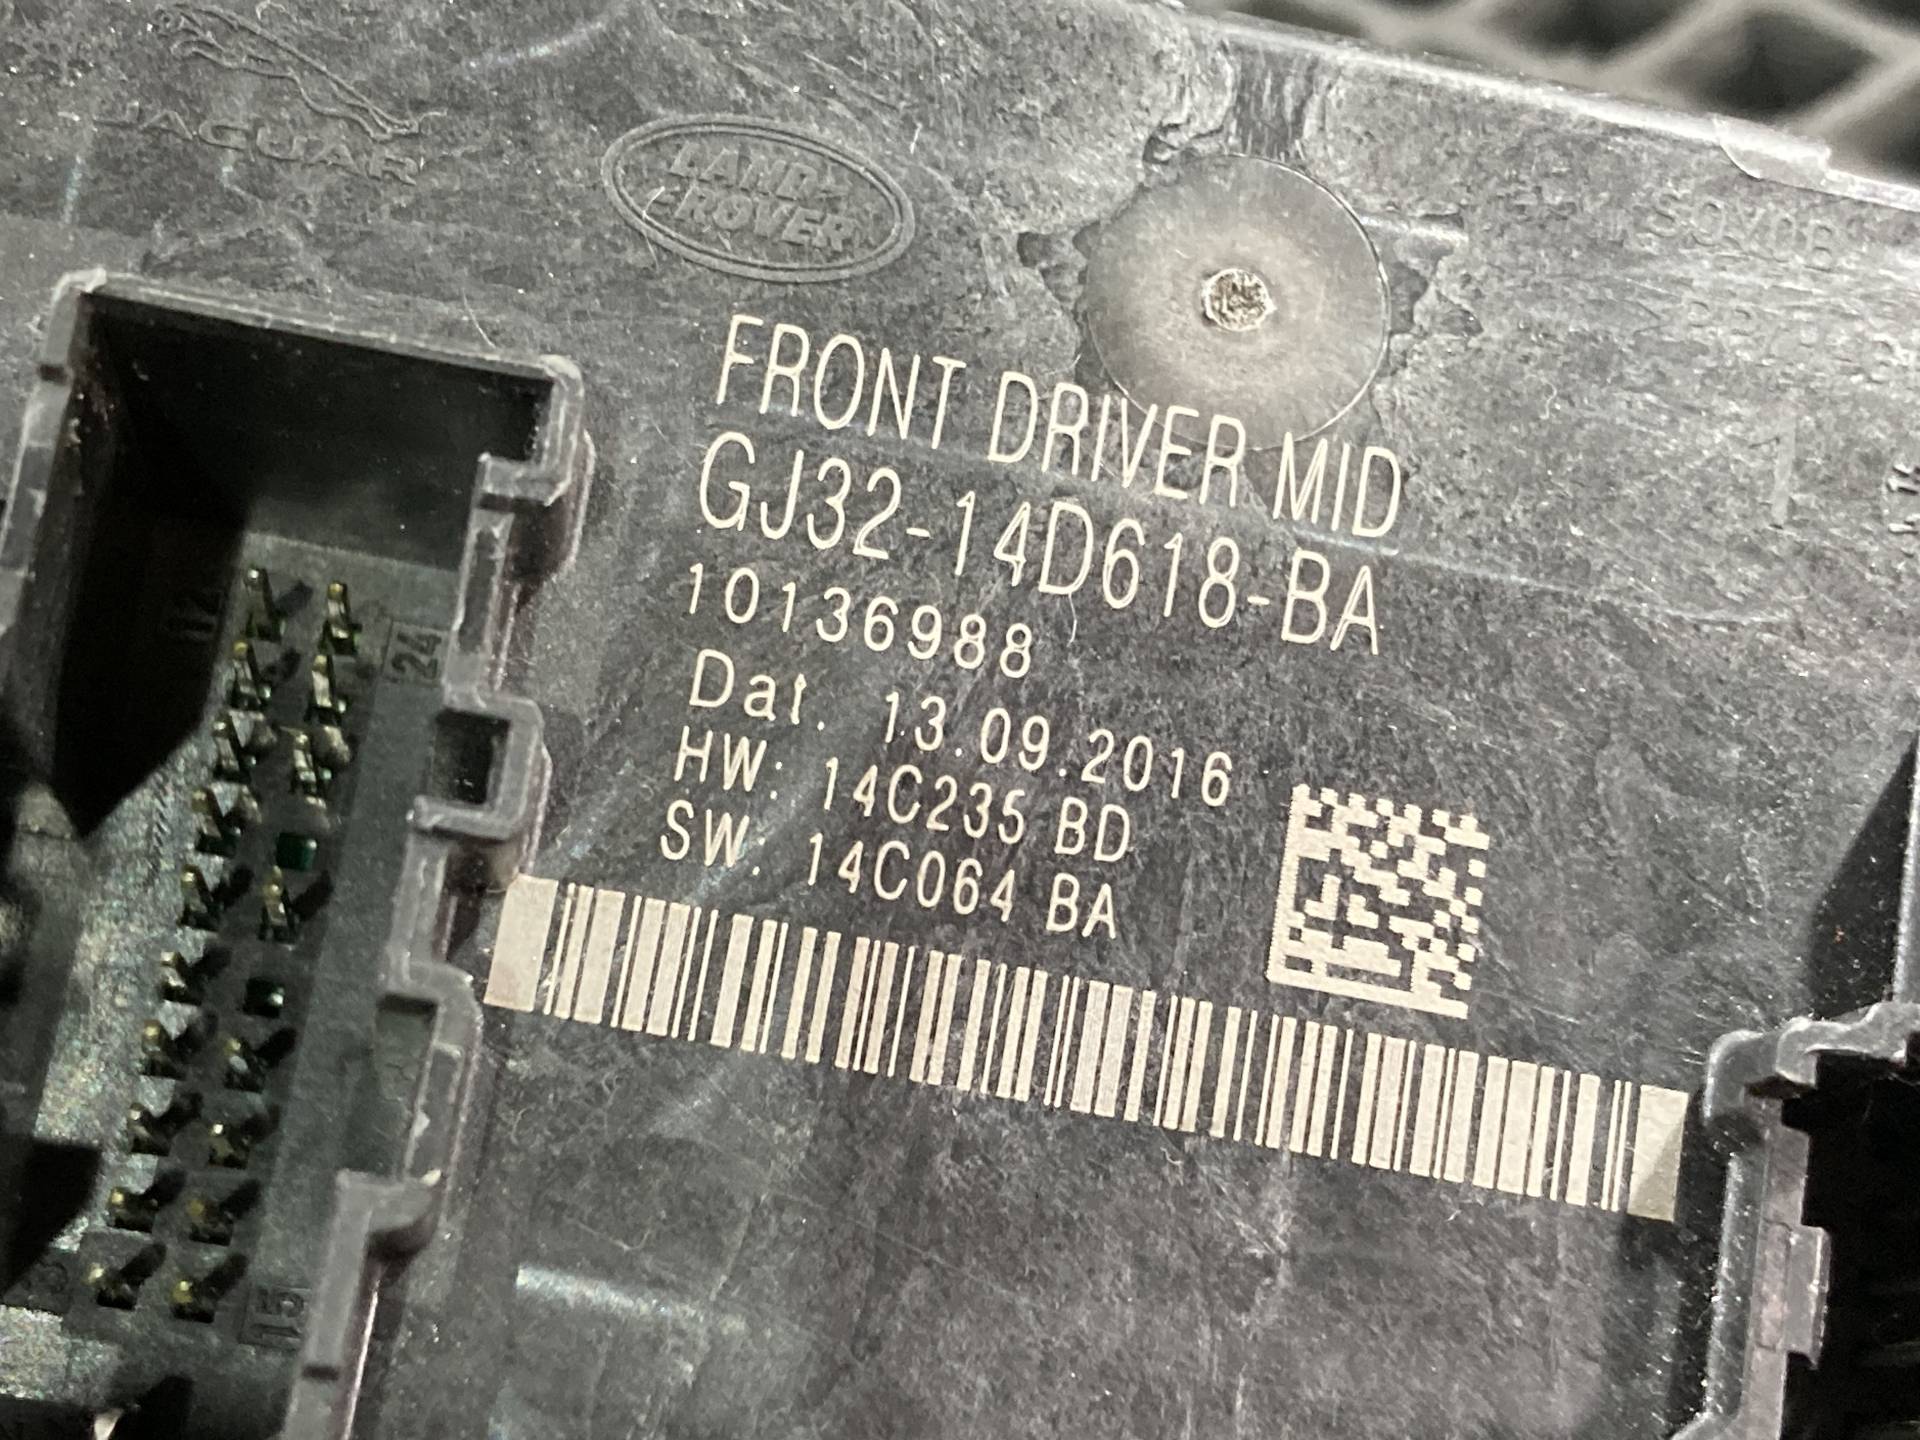 JAGUAR
LAND
ROVER
FRONT DRIVER MID
GJ32-14D618-BA
10136988
Dat. 13.09.2016
HW: 14C235 BD
SW: 14C064 BA
12
24
15